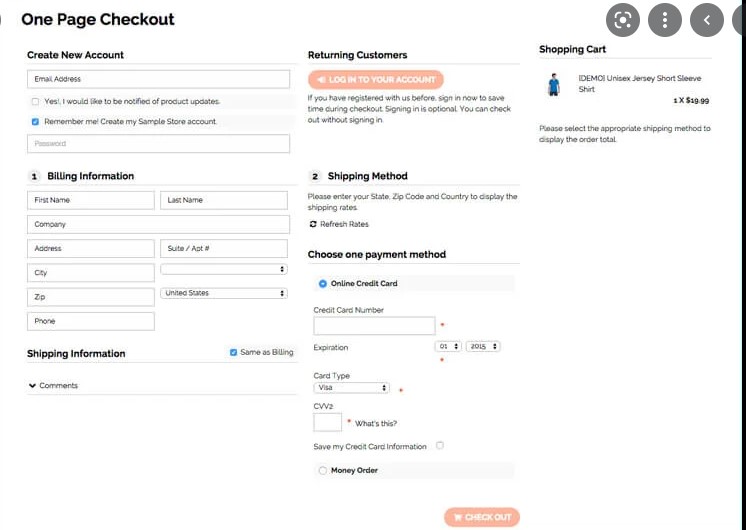 One Page Checkout
Create New Account
Email Address
Yes!, I would like to be notified of product updates.
Remember me! Create my Sample Store account.
Password
1 Billing Information
First Name
Last Name
Company
Address
Suite / Apt #
City
Zip
United States
Phone
Shipping Information
Same as Billing
Comments
Returning Customers
LOG IN TO YOUR ACCOUNT
If you have registered with us before, sign in now to save
time during checkout. Signing in is optional. You can check
out without signing in.
2 Shipping Method
Please enter your State, Zip Code and Country to display the
shipping rates.
Refresh Rates
Choose one payment method
Online Credit Card
Credit Card Number
*
Expiration
01
2015
*
Card Type
Visa
*
CVV2
* What's this?
Save my Credit Card Information
Money Order
CHECK OUT
Shopping Cart
[DEMO] Unisex Jersey Short Sleeve
Shirt
1 X $19.99
Please select the appropriate shipping method to
display the order total.